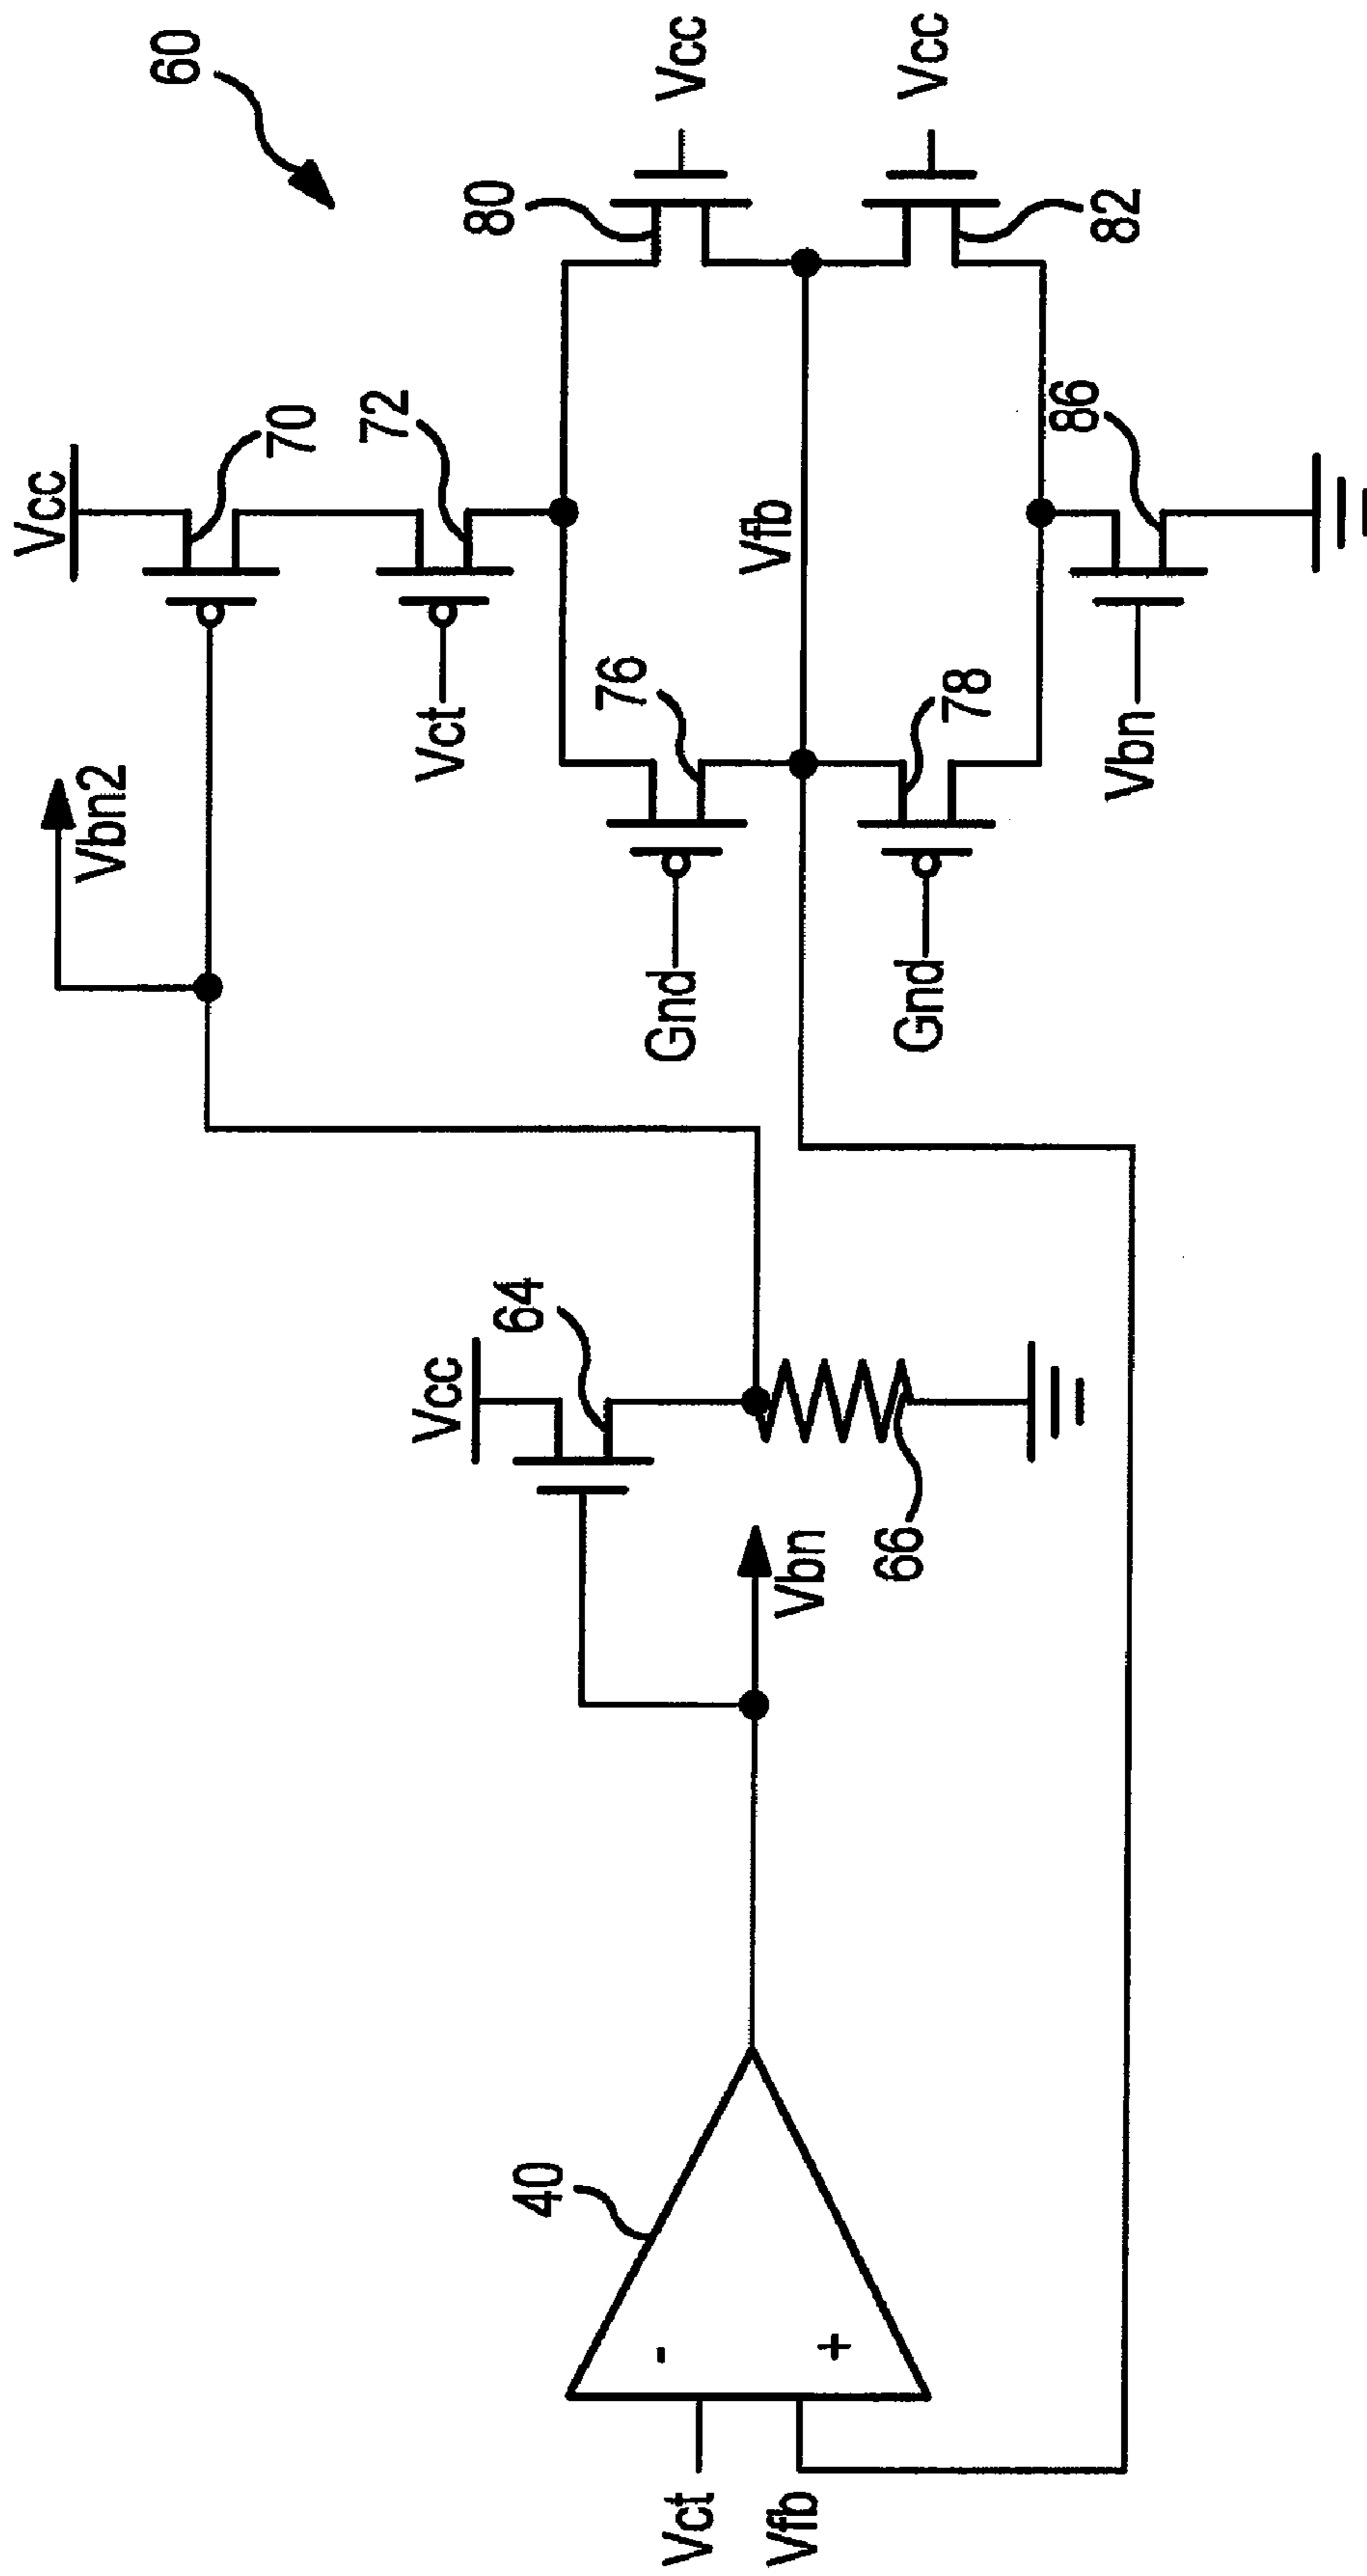 60
Vcc
70
Vbn2
72
Vct
80
Vcc
76
Gnd
Vfb
78
Gnd
82
Vcc
86
Vbn
Vcc
64
66
Vbn
40
-
+
Vct
Vfb